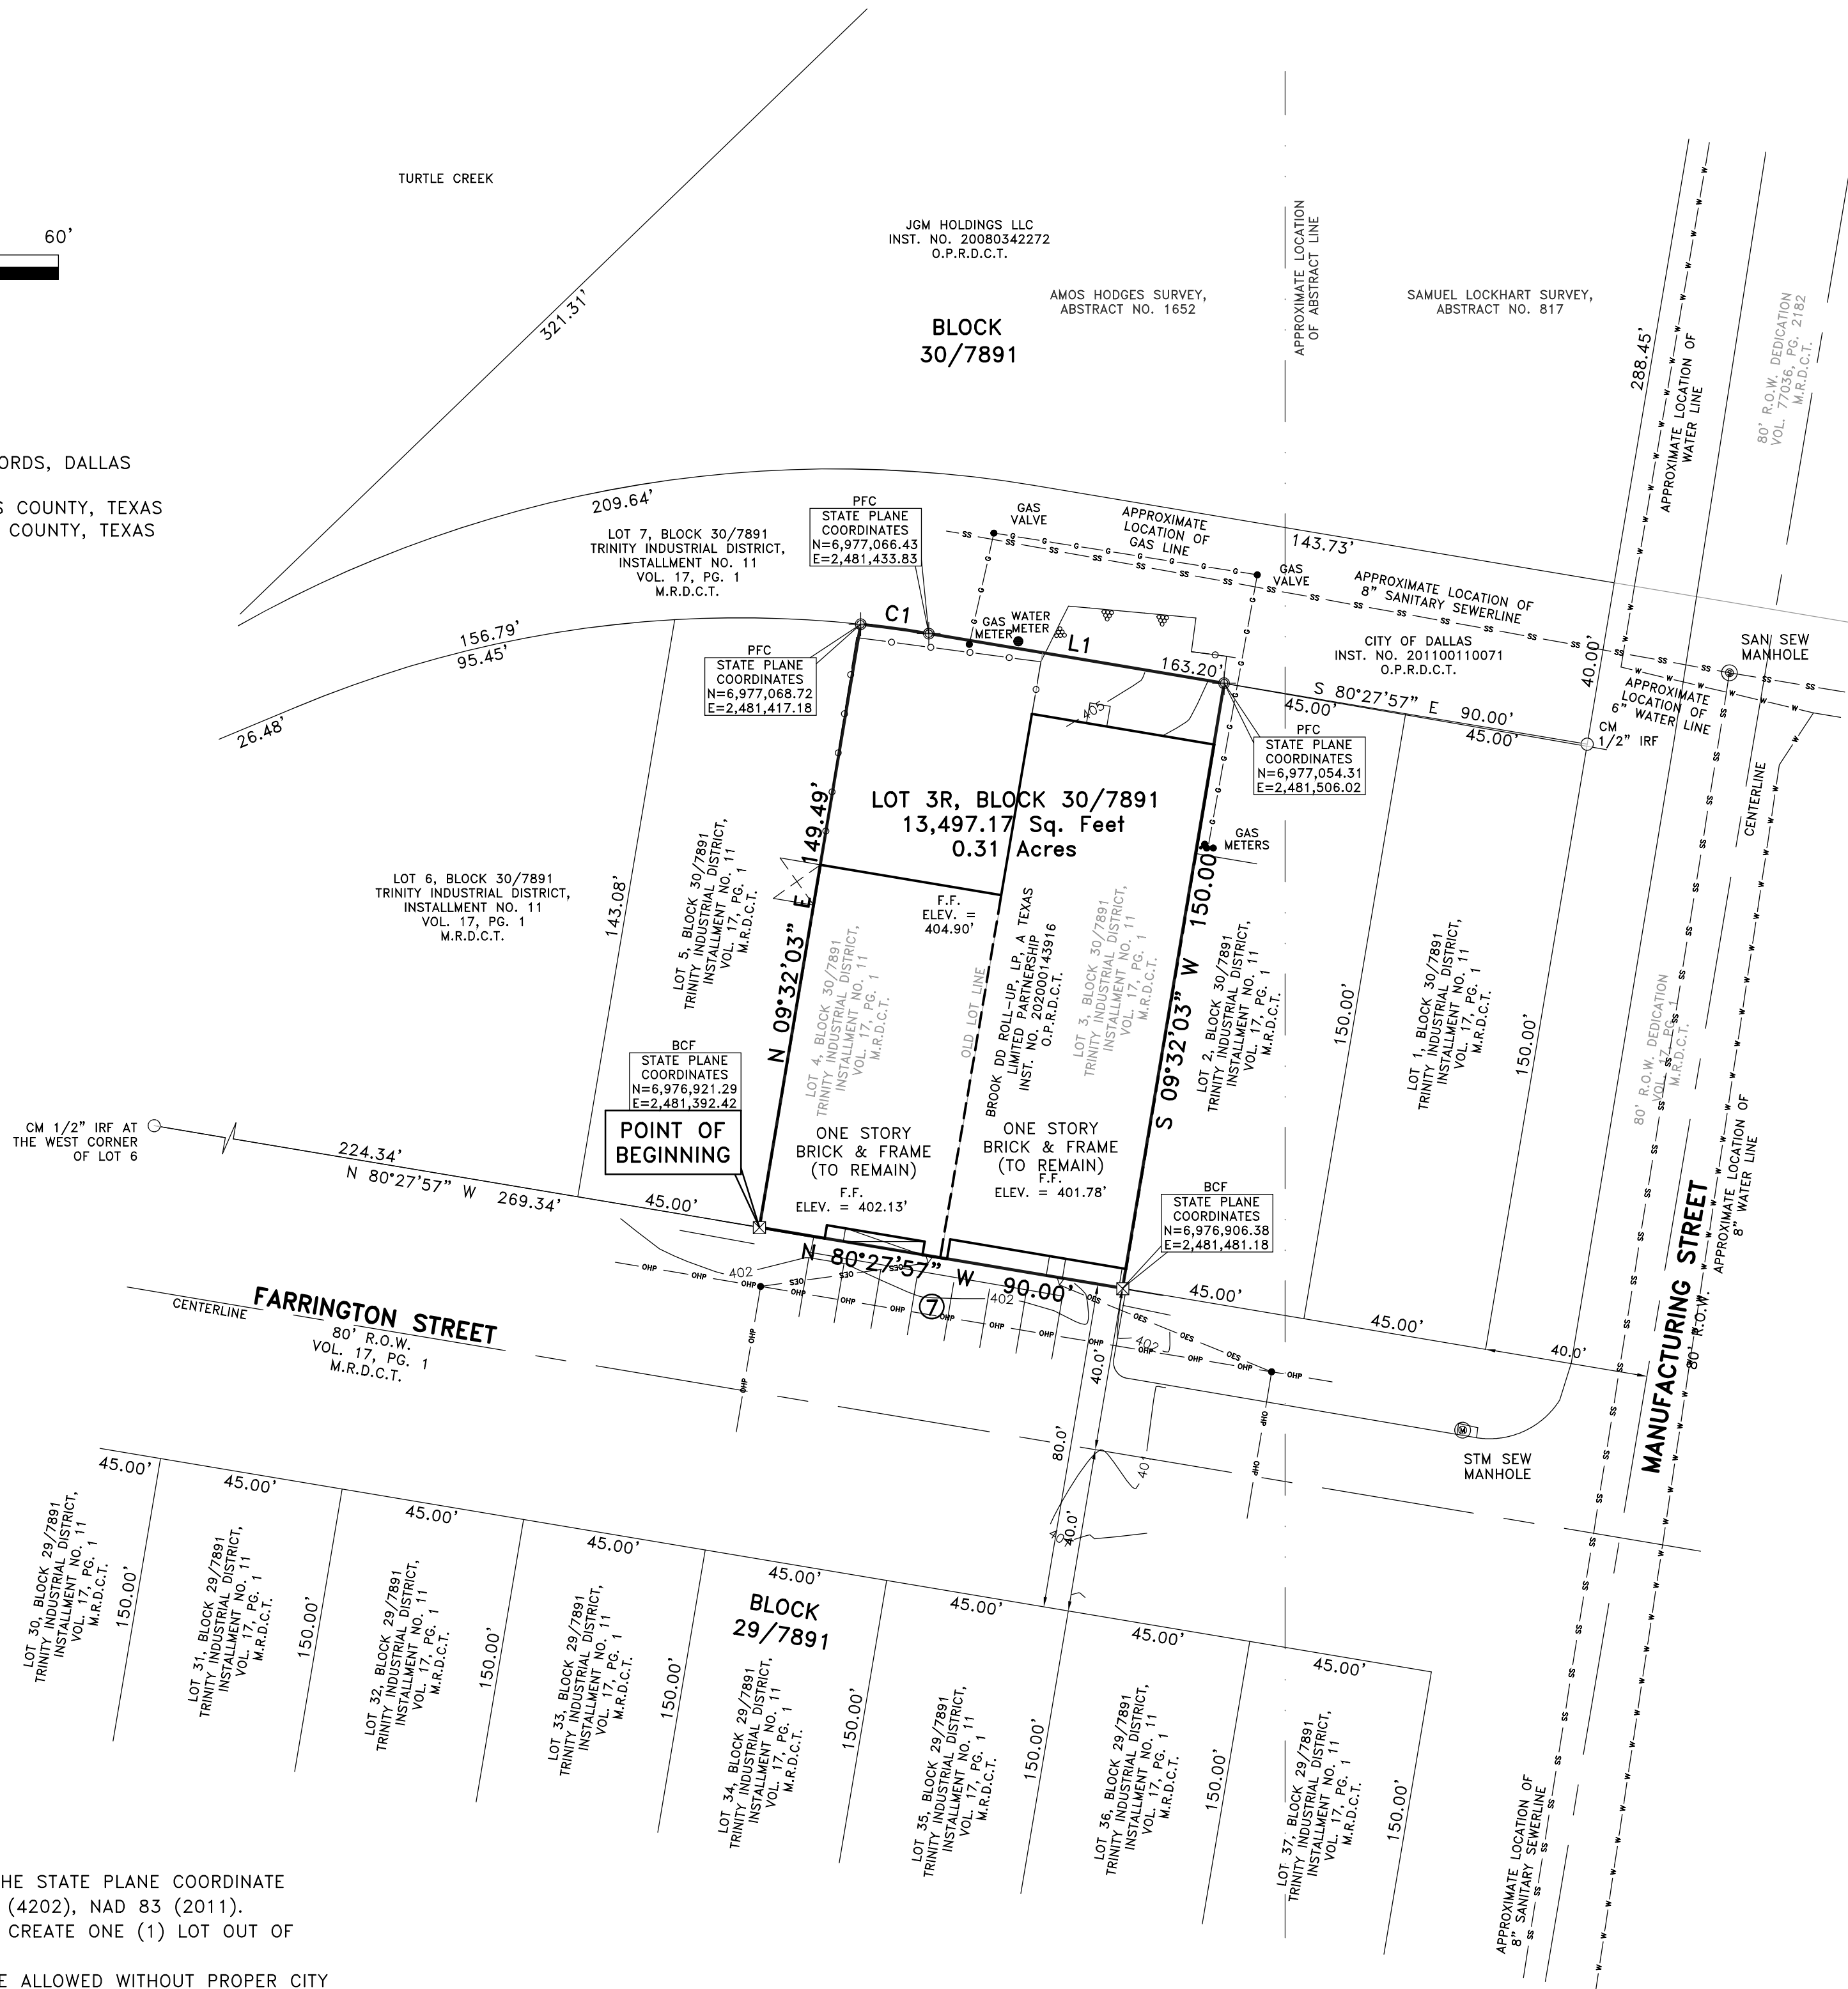 TURTLE CREEK
60'
JGM HOLDINGS LLC
INST. NO. 20080342272
O.P.R.D.C.T.
APPROXIMATE LOCATION
OF ABSTRACT LINE
AMOS HODGES SURVEY,
ABSTRACT NO. 1652
SAMUEL LOCKHART SURVEY,
ABSTRACT NO. 817
BLOCK
30/7891
321.31'
288.45'
APPROXIMATE LOCATION OF
WATER LINE
80' R.O.W. DEDICATION
VOL. 77036, PG. 2182
M.R.D.C.T.
ORDS, DALLAS
S COUNTY, TEXAS
COUNTY, TEXAS
209.64'
LOT 7, BLOCK 30/7891
TRINITY INDUSTRIAL DISTRICT,
INSTALLMENT NO. 11
VOL. 17, PG. 1
M.R.D.C.T.
PFC
STATE PLANE
COORDINATES
N=6,977,066.43
E=2,481,433.83
GAS
VALVE
APPROXIMATE
LOCATION OF
GAS LINE
143.73'
GAS
VALVE
APPROXIMATE LOCATION OF
8" SANITARY SEWERLINE
C1
GAS
METER
WATER
METER
L1
163.20'
CITY OF DALLAS
INST. NO. 201100110071
O.P.R.D.C.T.
40.00'
SAN SEW
MANHOLE
156.79'
95.45'
26.48'
PFC
STATE PLANE
COORDINATES
N=6,977,068.72
E=2,481,417.18
405
S 80°27'57" E 90.00'
45.00'
45.00'
APPROXIMATE
LOCATION OF
6" WATER LINE
CM
1/2" IRF
PFC
STATE PLANE
COORDINATES
N=6,977,054.31
E=2,481,506.02
CENTERLINE
LOT 3R, BLOCK 30/7891
13,497.17 Sq. Feet
0.31 Acres
GAS
METERS
N 09°32'03" E 149.49'
S 09°32'03" W 150.00'
LOT 6, BLOCK 30/7891
TRINITY INDUSTRIAL DISTRICT,
INSTALLMENT NO. 11
VOL. 17, PG. 1
M.R.D.C.T.
143.08'
LOT 5, BLOCK 30/7891
TRINITY INDUSTRIAL DISTRICT,
INSTALLMENT NO. 11
VOL. 17, PG. 1
M.R.D.C.T.
F.F.
ELEV. =
404.90'
LOT 4, BLOCK 30/7891
TRINITY INDUSTRIAL DISTRICT,
INSTALLMENT NO. 11
VOL. 17, PG. 1
M.R.D.C.T.
OLD LOT LINE
BROOK DD ROLL-UP, LP, A TEXAS
LIMITED PARTNERSHIP
INST. NO. 202000143916
O.P.R.D.C.T.
LOT 3, BLOCK 30/7891
TRINITY INDUSTRIAL DISTRICT,
INSTALLMENT NO. 11
VOL. 17, PG. 1
M.R.D.C.T.
LOT 2, BLOCK 30/7891
TRINITY INDUSTRIAL DISTRICT,
INSTALLMENT NO. 11
VOL. 17, PG. 1
M.R.D.C.T.
150.00'
LOT 1, BLOCK 30/7891
TRINITY INDUSTRIAL DISTRICT,
INSTALLMENT NO. 11
VOL. 17, PG. 1
M.R.D.C.T.
150.00'
80' R.O.W. DEDICATION
VOL. 17, PG. 1
M.R.D.C.T.
BCF
STATE PLANE
COORDINATES
N=6,976,921.29
E=2,481,392.42
POINT OF
BEGINNING
CM 1/2" IRF AT
THE WEST CORNER
OF LOT 6
224.34'
N 80°27'57" W 269.34'
45.00'
ONE STORY
BRICK & FRAME
(TO REMAIN)
F.F.
ELEV. = 402.13'
ONE STORY
BRICK & FRAME
(TO REMAIN)
F.F.
ELEV. = 401.78'
BCF
STATE PLANE
COORDINATES
N=6,976,906.38
E=2,481,481.18
MANUFACTURING STREET
80' R.O.W.
APPROXIMATE LOCATION OF
8" WATER LINE
N 80°27'57" W 90.00'
402
402
402
7
45.00'
45.00'
40.0'
FARRINGTON STREET
CENTERLINE
80' R.O.W.
VOL. 17, PG. 1
M.R.D.C.T.
40.0'
80.0'
40.0'
STM SEW
MANHOLE
45.00'
45.00'
45.00'
45.00'
45.00'
45.00'
45.00'
45.00'
BLOCK
29/7891
LOT 30, BLOCK 29/7891
TRINITY INDUSTRIAL DISTRICT,
INSTALLMENT NO. 11
VOL. 17, PG. 1
M.R.D.C.T.
150.00'
LOT 31, BLOCK 29/7891
TRINITY INDUSTRIAL DISTRICT,
INSTALLMENT NO. 11
VOL. 17, PG. 1
M.R.D.C.T.
150.00'
LOT 32, BLOCK 29/7891
TRINITY INDUSTRIAL DISTRICT,
INSTALLMENT NO. 11
VOL. 17, PG. 1
M.R.D.C.T.
150.00'
LOT 33, BLOCK 29/7891
TRINITY INDUSTRIAL DISTRICT,
INSTALLMENT NO. 11
VOL. 17, PG. 1
M.R.D.C.T.
150.00'
LOT 34, BLOCK 29/7891
TRINITY INDUSTRIAL DISTRICT,
INSTALLMENT NO. 11
VOL. 17, PG. 1
M.R.D.C.T.
150.00'
LOT 35, BLOCK 29/7891
TRINITY INDUSTRIAL DISTRICT,
INSTALLMENT NO. 11
VOL. 17, PG. 1
M.R.D.C.T.
150.00'
LOT 36, BLOCK 29/7891
TRINITY INDUSTRIAL DISTRICT,
INSTALLMENT NO. 11
VOL. 17, PG. 1
M.R.D.C.T.
150.00'
LOT 37, BLOCK 29/7891
TRINITY INDUSTRIAL DISTRICT,
INSTALLMENT NO. 11
VOL. 17, PG. 1
M.R.D.C.T.
150.00'
APPROXIMATE LOCATION OF
8" SANITARY SEWERLINE
HE STATE PLANE COORDINATE
(4202), NAD 83 (2011).
CREATE ONE (1) LOT OUT OF
E ALLOWED WITHOUT PROPER CITY